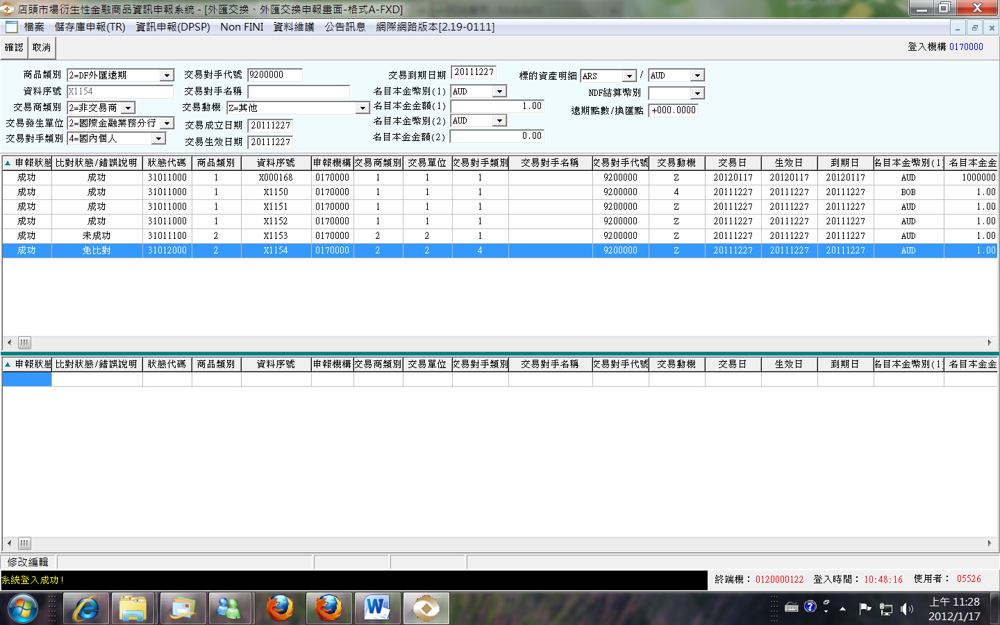 店頭市場衍生性金融商品資訊申報系統 - [外匯交換、外匯交換申報畫面-格式A-FXD]
檔案 儲存庫申報(TR) 資訊申報(DPSP) Non FINI 資料維護 公告訊息 網際網路版本[2.19-0111]
確認 取消 登入機構 0170000
商品類別 2=DF外匯遠期 交易對手代號 9200000 交易到期日期 20111227 標的資產明細 ARS / AUD
資料序號 X1154 交易對手名稱 名目本金幣別(1) AUD NDF結算幣別
交易商類別 2=非交易商 交易動機 Z=其他 名目本金金額(1) 1.00 遠期點數/換匯點 +000.0000
交易發生單位 2=國際金融業務分行 交易成立日期 20111227 名目本金幣別(2) AUD
交易對手類別 4=國內個人 交易生效日期 20111227 名目本金金額(2) 0.00
申報狀態 比對狀態/錯誤說明 狀態代碼 商品類別 資料序號 申報機構 交易商類別 交易單位 交易對手類別 交易對手名稱 交易對手代號 交易動機 交易日 生效日 到期日 名目本金幣別(1) 名目本金金
成功 成功 31011000 1 X000168 0170000 1 1 1 9200000 Z 20120117 20120117 20120117 AUD 1000000
成功 成功 31011000 1 X1150 0170000 1 1 1 9200000 4 20111227 20111227 20111227 BOB 1.00
成功 成功 31011000 1 X1151 0170000 1 1 1 9200000 Z 20111227 20111227 20111227 AUD 1.00
成功 成功 31011000 1 X1152 0170000 1 1 1 9200000 Z 20111227 20111227 20111227 AUD 1.00
成功 未成功 31011100 2 X1153 0170000 2 2 1 9200000 Z 20111227 20111227 20111227 AUD 1.00
成功 免比對 31012000 2 X1154 0170000 2 2 4 9200000 Z 20111227 20111227 20111227 AUD 1.00
申報狀態 比對狀態/錯誤說明 狀態代碼 商品類別 資料序號 申報機構 交易商類別 交易單位 交易對手類別 交易對手名稱 交易對手代號 交易動機 交易日 生效日 到期日 名目本金幣別(1) 名目本金金
修改編輯
系統登入成功! 終端機: 0120000122 登入時間: 10:48:16 使用者: 05526
上午 11:28
2012/1/17